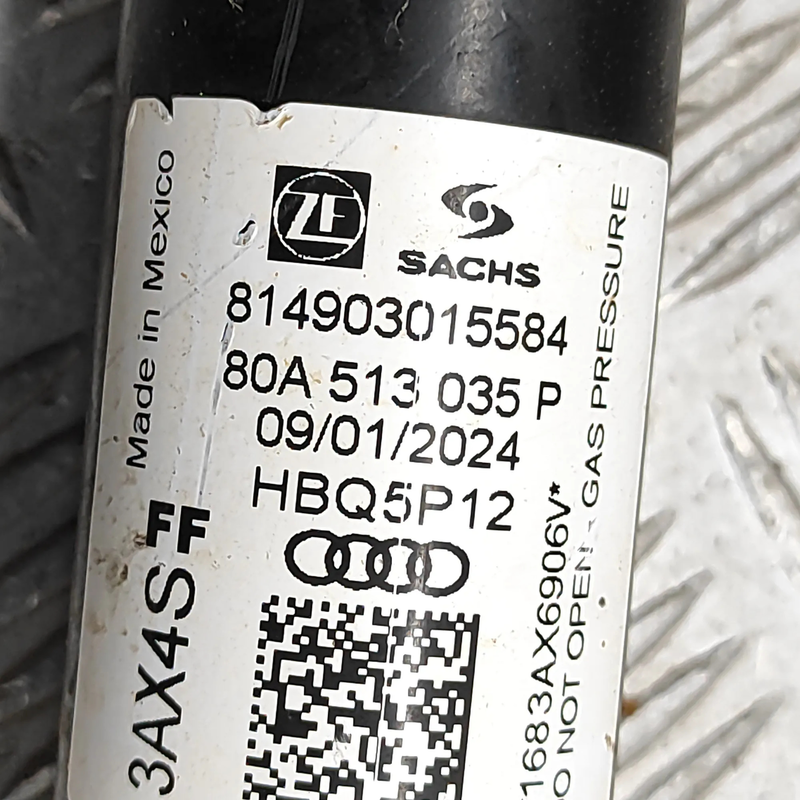 ZF
SACHS
814903015584
80A 513 035 P
09/01/2024
HBQ5P12
Made in Mexico
FF
3AX4S
1683AX6906V*
DO NOT OPEN - GAS PRESSURE